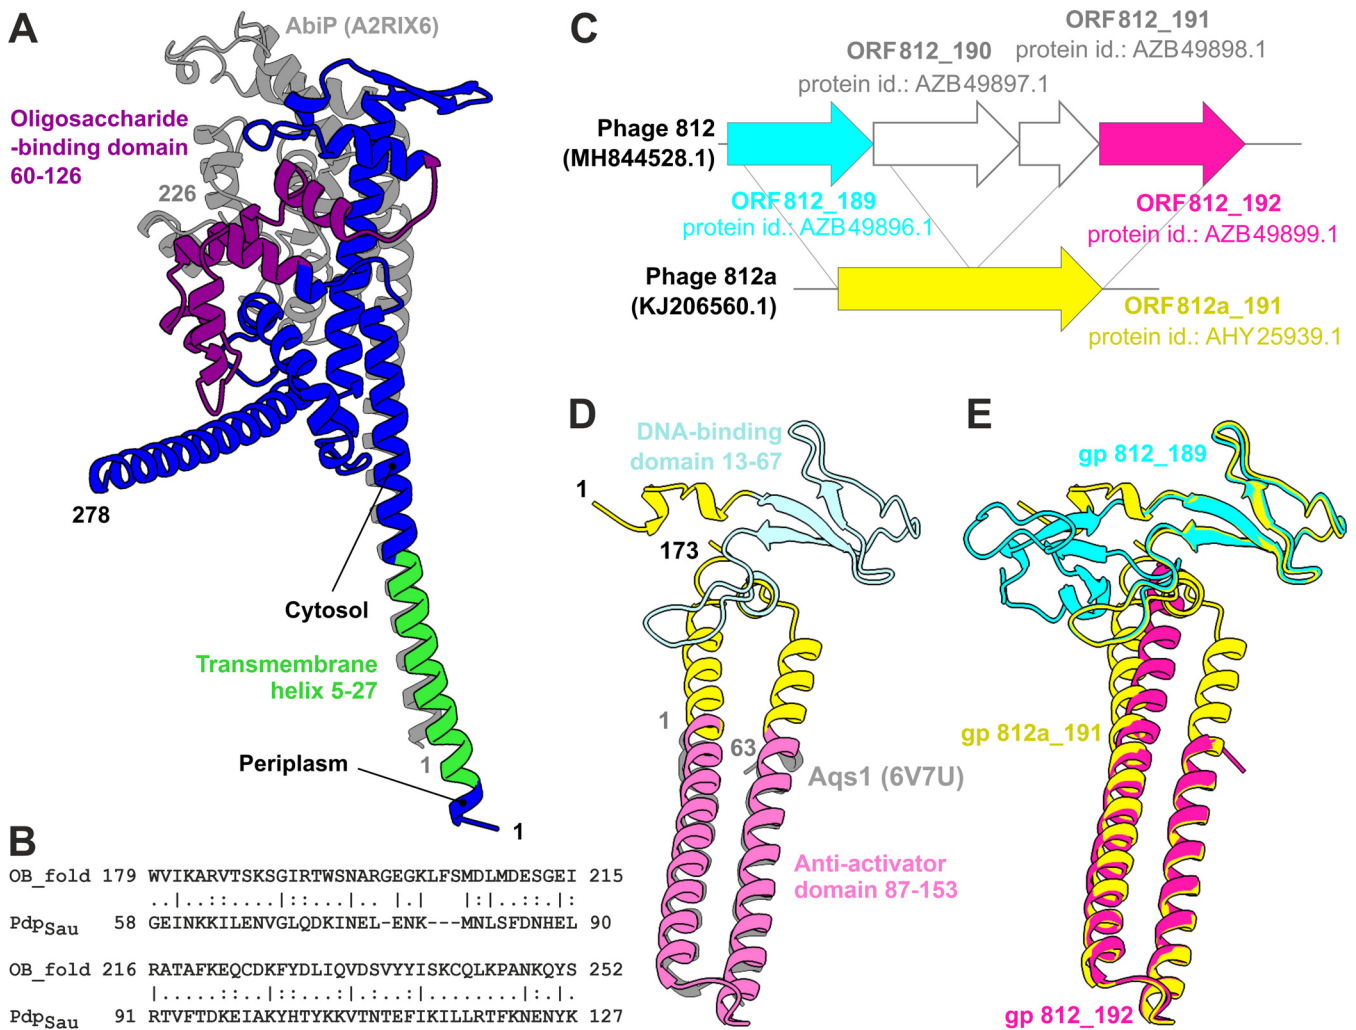 A
AbiP (A2RIX6)
Oligosaccharide
-binding domain
60-126
226
278
Cytosol
Transmembrane
helix 5-27
Periplasm
1
1
B
OB_fold 179 WVIKARVTSKSGIRTWSNARGEGKLFSMDLMDESGEI 215
..|....::..:|....|||.:.|...:|.:|...:.|:
PdpSau 58 GEINKKILENVGLQDKINEL-ENK---MNLSFDNHEL 90
OB_fold 216 RATAFKEQCDKFYDLIQVDSVYYISKCQLKPANKQYS 252
PdpSau 91 RTVFTDKEIAKYHTYKKVTNTEFIKILLRTFKNENYK 127
C
ORF812_191
protein id.: AZB49898.1
ORF812_190
protein id.: AZB49897.1
Phage 812
(MH844528.1)
ORF812_189
protein id.: AZB49896.1
ORF812_192
protein id.: AZB49899.1
Phage 812a
(KJ206560.1)
ORF812a_191
protein id.: AHY25939.1
D
DNA-binding
domain 13-67
1
173
1
63
Aqs1 (6V7U)
Anti-activator
domain 87-153
E
gp 812_189
gp 812a_191
gp 812_192